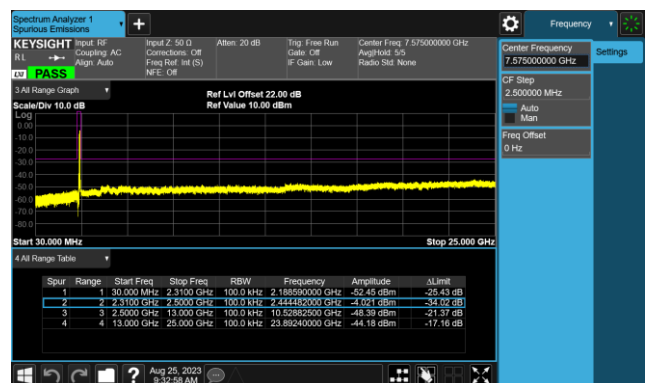 Spectrum Analyzer 1
Spurious Emissions
Frequency
KEYSIGHT Input: RF Input Z: 50 Ω Atten: 20 dB Trig: Free Run Center Freq: 7.575000000 GHz
RL Coupling: AC Corrections: Off Gate: Off Avg|Hold: 5/5
Align: Auto Freq Ref: Int (S) IF Gain: Low Radio Std: None
LXI PASS NFE: Off
3 All Range Graph
Ref Lvl Offset 22.00 dB
Scale/Div 10.0 dB Ref Value 10.00 dBm
Log
0.00
-10.0
-20.0
-30.0
-40.0
-50.0
-60.0
-70.0
-80.0
Start 30.000 MHz Stop 25.000 GHz
4 All Range Table
Spur Range Start Freq Stop Freq RBW Frequency Amplitude ΔLimit
1 1 30.000 MHz 2.3100 GHz 100.0 kHz 2.188590000 GHz -52.45 dBm -25.43 dB
2 2 2.3100 GHz 2.5000 GHz 100.0 kHz 2.444482000 GHz -4.021 dBm -34.02 dB
3 3 2.5000 GHz 13.000 GHz 100.0 kHz 10.52882500 GHz -48.39 dBm -21.37 dB
4 4 13.000 GHz 25.000 GHz 100.0 kHz 23.89240000 GHz -44.18 dBm -17.16 dB
Aug 25, 2023
9:32:58 AM
Center Frequency
7.575000000 GHz
Settings
CF Step
2.500000 MHz
Auto
Man
Freq Offset
0 Hz